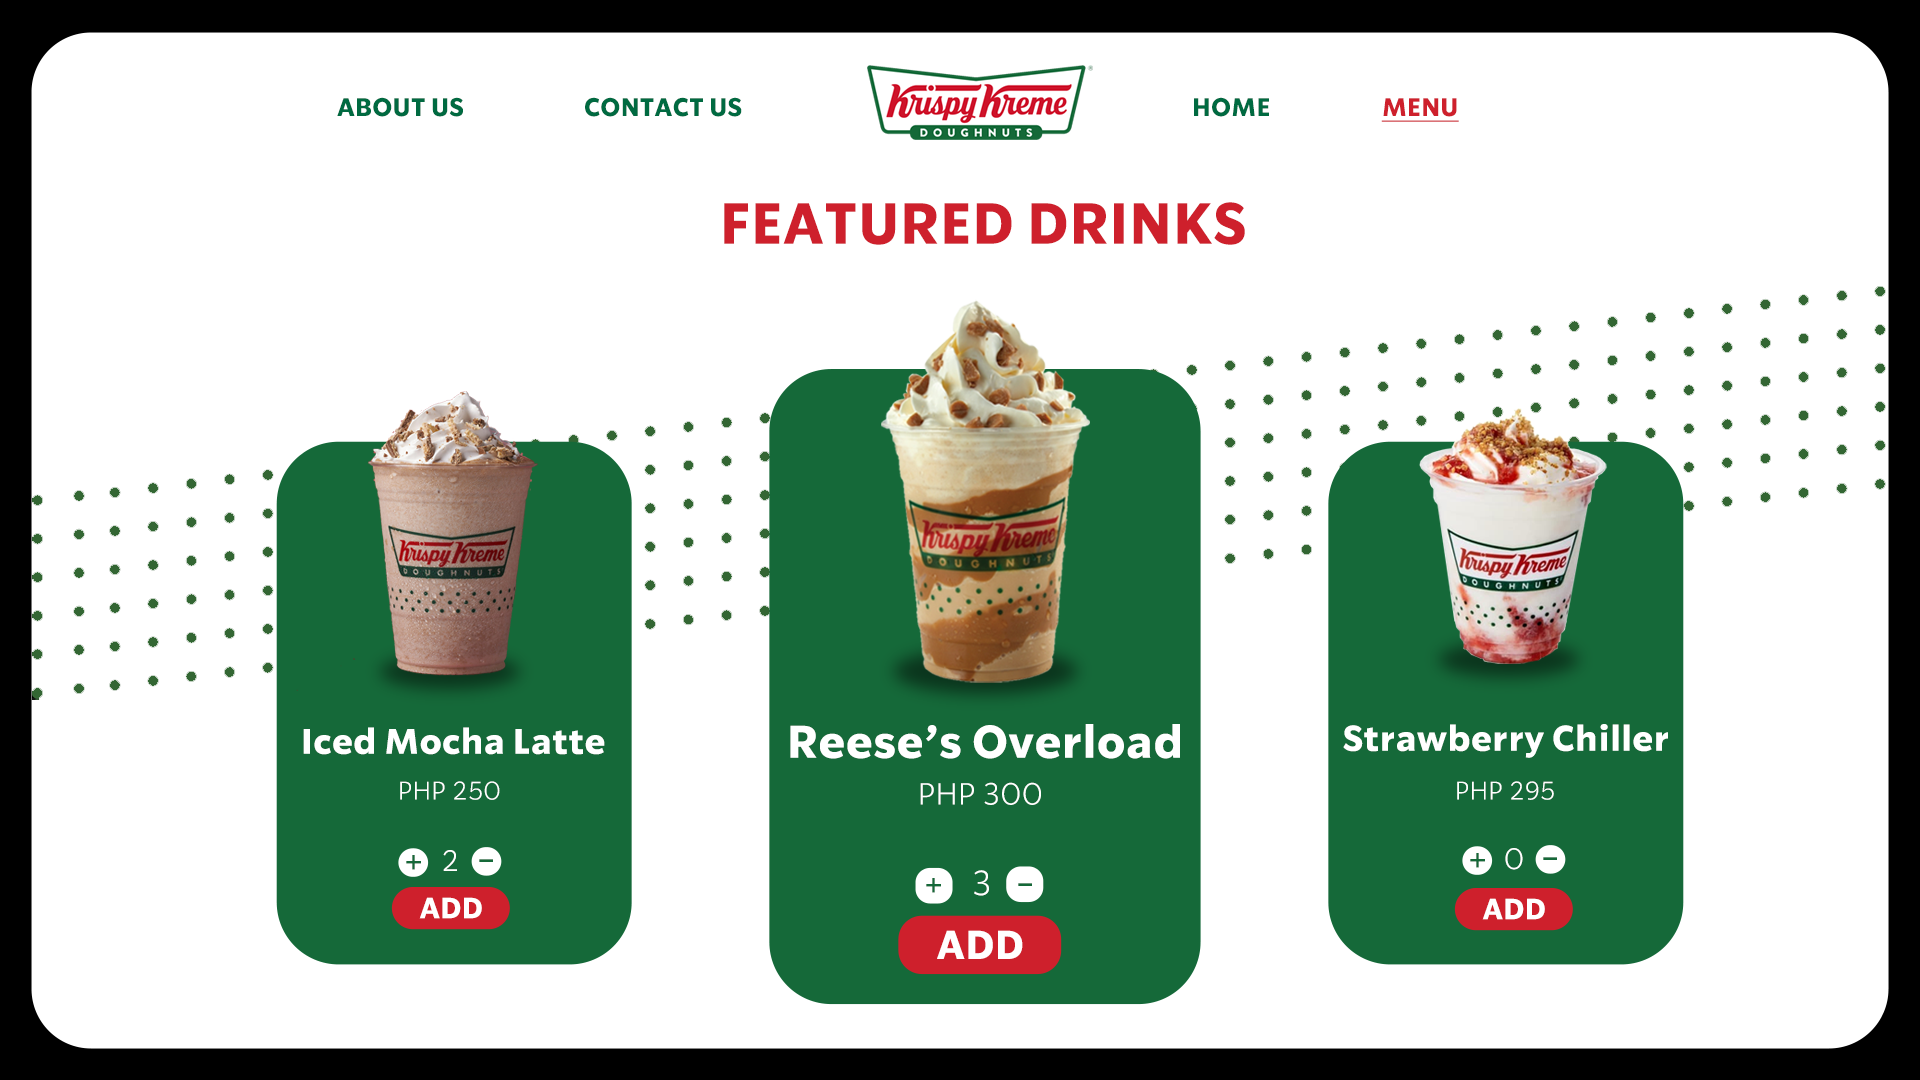 ABOUT US
CONTACT US
Krispy Kreme
DOUGHNUTS
®
HOME
MENU
FEATURED DRINKS
Krispy Kreme
DOUGHNUTS
Iced Mocha Latte
PHP 250
+ 2 −
ADD
Krispy Kreme
DOUGHNUTS
Reese’s Overload
PHP 300
+ 3 −
ADD
Krispy Kreme
DOUGHNUTS
Strawberry Chiller
PHP 295
+ 0 −
ADD